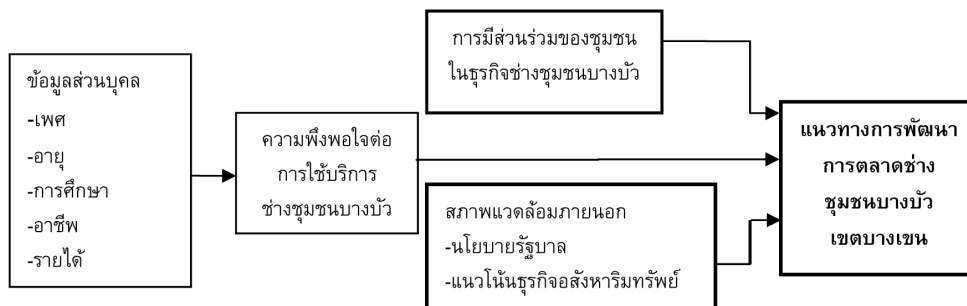 ข้อมูลส่วนบุคล
-เพศ
-อายุ
-การศึกษา
-อาชีพ
-รายได้
ความพึงพอใจต่อ
การใช้บริการ
ช่างชุมชนบางบัว
การมีส่วนร่วมของชุมชน
ในธุรกิจช่างชุมชนบางบัว
สภาพแวดล้อมภายนอก
-นโยบายรัฐบาล
-แนวโน้นธุรกิจอสังหาริมทรัพย์
แนวทางการพัฒนา
การตลาดช่าง
ชุมชนบางบัว
เขตบางเขน